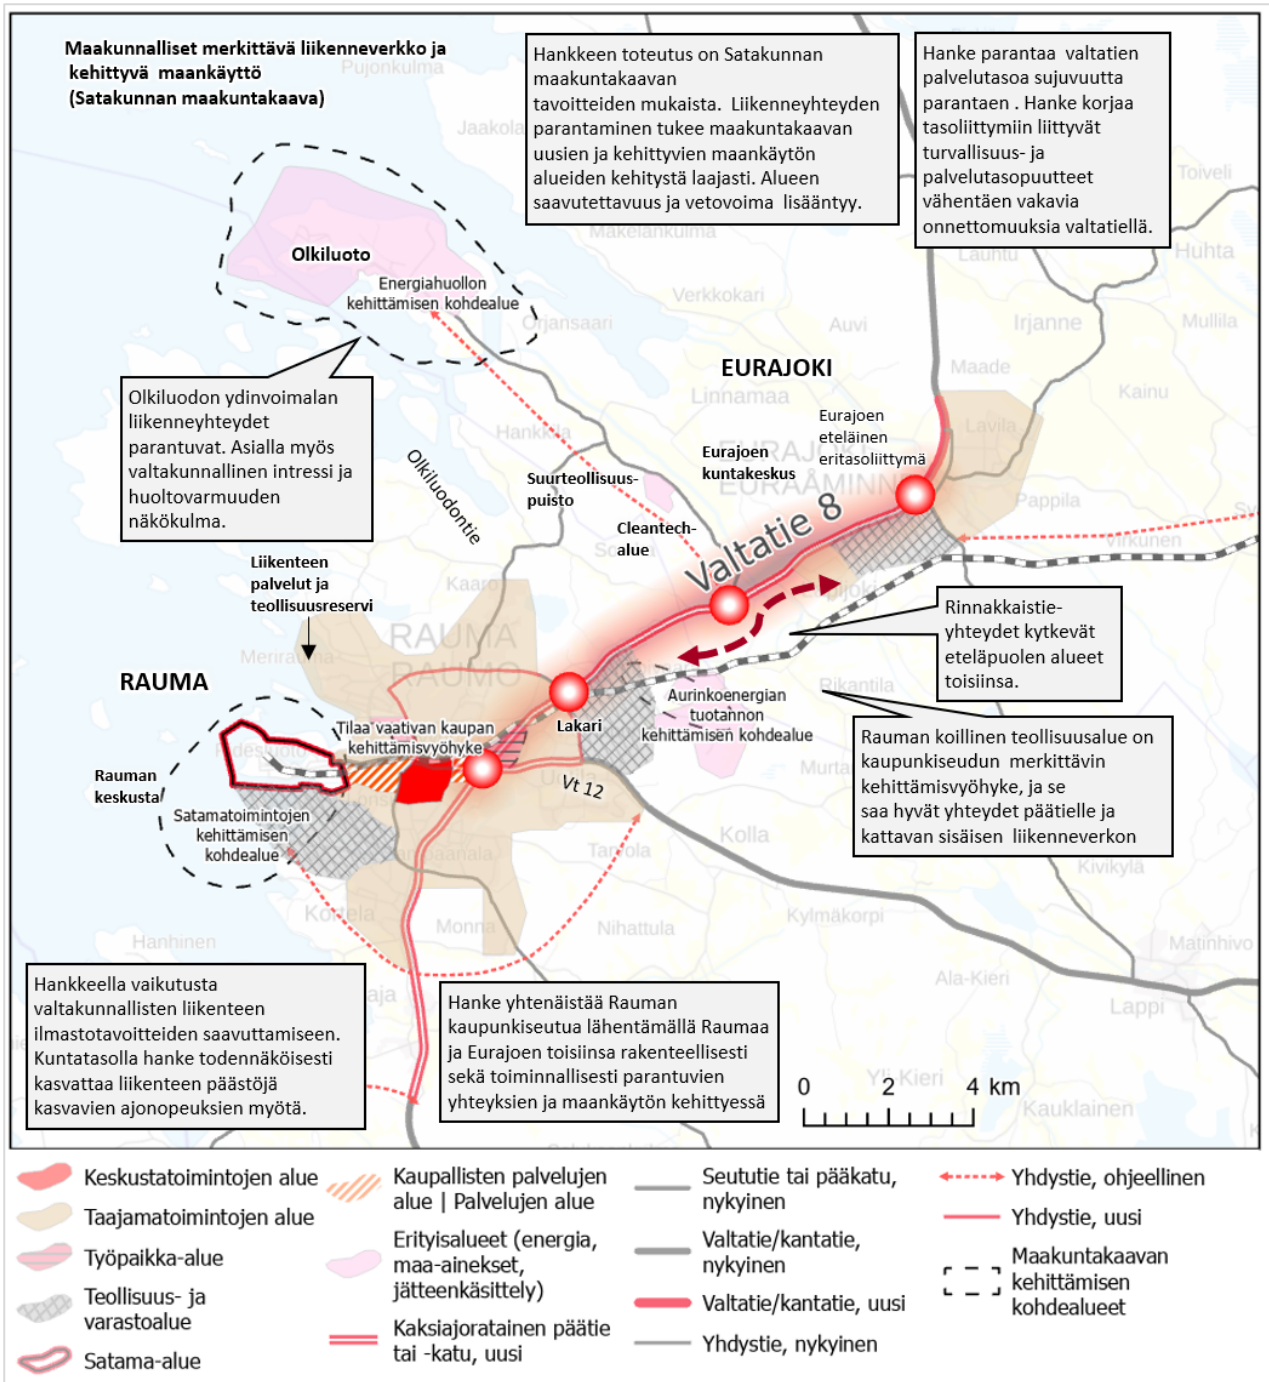 Maakunnalliset merkittävä liikenneverkko ja
kehittyvä maankäyttö
(Satakunnan maakuntakaava)
Hankkeen toteutus on Satakunnan
maakuntakaavan
tavoitteiden mukaista. Liikenneyhteyden
parantaminen tukee maakuntakaavan
uusien ja kehittyvien maankäytön
alueiden kehitystä laajasti. Alueen
saavutettavuus ja vetovoima lisääntyy.
Hanke parantaa valtatien
palvelutasoa sujuvuutta
parantaen . Hanke korjaa
tasoliittymiin liittyvät
turvallisuus- ja
palvelutasopuutteet
vähentäen vakavia
onnettomuuksia valtatiellä.
Pujonkulma
Jaakola
Toiveli
Mäkelänkulma
Lauhtu
Huhta
Olkiluoto
Energiahuollon
kehittämisen kohdealue
Orjansaari
Verkkokari
Auvi
Irjanne
Mullila
EURAJOKI
Maade
Kainu
Linnamaa
Olkiluodon ydinvoimalan
liikenneyhteydet
parantuvat. Asialla myös
valtakunnallinen intressi ja
huoltovarmuuden
näkökulma.
Hankkila
Eurajoen
eteläinen
eritasoliittymä
Lavila
EURAJOKI
EURAÅMINNE
Eurajoen
kuntakeskus
Olkiluodontie
Suurteollisuus-
puisto
Pappila
Cleantech-
alue
Valtatie 8
Virkunen
Liikenteen
palvelut ja
teollisuusreservi
Kaaro
RAUMA
RAUMO
Rinnakkaistie-
yhteydet kytkevät
eteläpuolen alueet
toisiinsa.
Merirauma
RAUMA
Aurinkoenergian
tuotannon
kehittämisen kohdealue
Rikantila
Lakari
Tilaa vaativan kaupan
kehittämisvyöhyke
Rauman koillinen teollisuusalue on
kaupunkiseudun merkittävin
kehittämisvyöhyke, ja se
saa hyvät yhteydet päätielle ja
kattavan sisäisen liikenneverkon
Rauman
keskusta
Vt 12
Murta
Satamatoimintojen
kehittämisen
kohdealue
Kolla
Tarvola
Kivikylä
Kortela
Monna
Nihattula
Kylmäkorpi
Hanhinen
Matinhivo
Ala-Kieri
Lappi
Hankkeella vaikutusta
valtakunnallisten liikenteen
ilmastotavoitteiden saavuttamiseen.
Kuntatasolla hanke todennäköisesti
kasvattaa liikenteen päästöjä
kasvavien ajonopeuksien myötä.
Hanke yhtenäistää Rauman
kaupunkiseutua lähentämällä Raumaa
ja Eurajoen toisiinsa rakenteellisesti
sekä toiminnallisesti parantuvien
yhteyksien ja maankäytön kehittyessä
Yli-Kieri
0 2 4 km
Kauklainen
Keskustatoimintojen alue
Taajamatoimintojen alue
Työpaikka-alue
Teollisuus- ja
varastoalue
Satama-alue
Kaupallisten palvelujen
alue | Palvelujen alue
Erityisalueet (energia,
maa-ainekset,
jätteenkäsittely)
Kaksiajoratainen päätie
tai -katu, uusi
Seututie tai pääkatu,
nykyinen
Valtatie/kantatie,
nykyinen
Valtatie/kantatie, uusi
Yhdystie, nykyinen
Yhdystie, ohjeellinen
Yhdystie, uusi
Maakuntakaavan
kehittämisen
kohdealueet